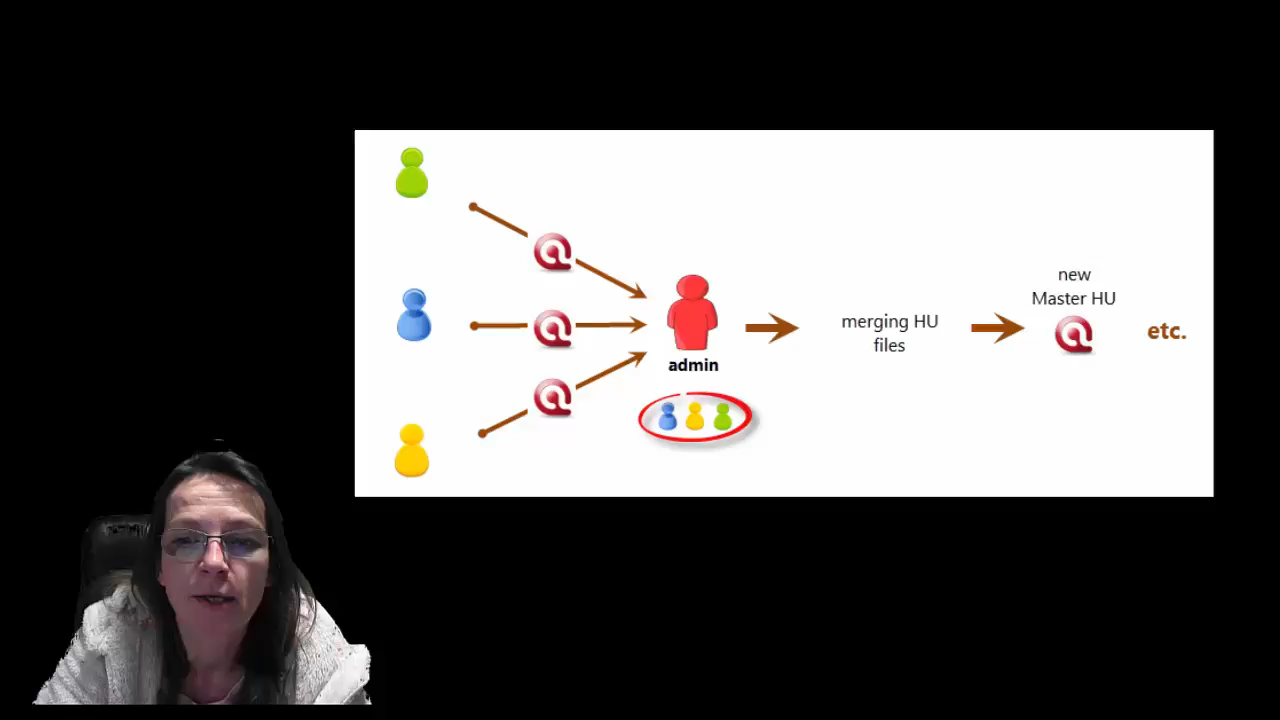 new
Master HU
merging HU
files
etc.
admin